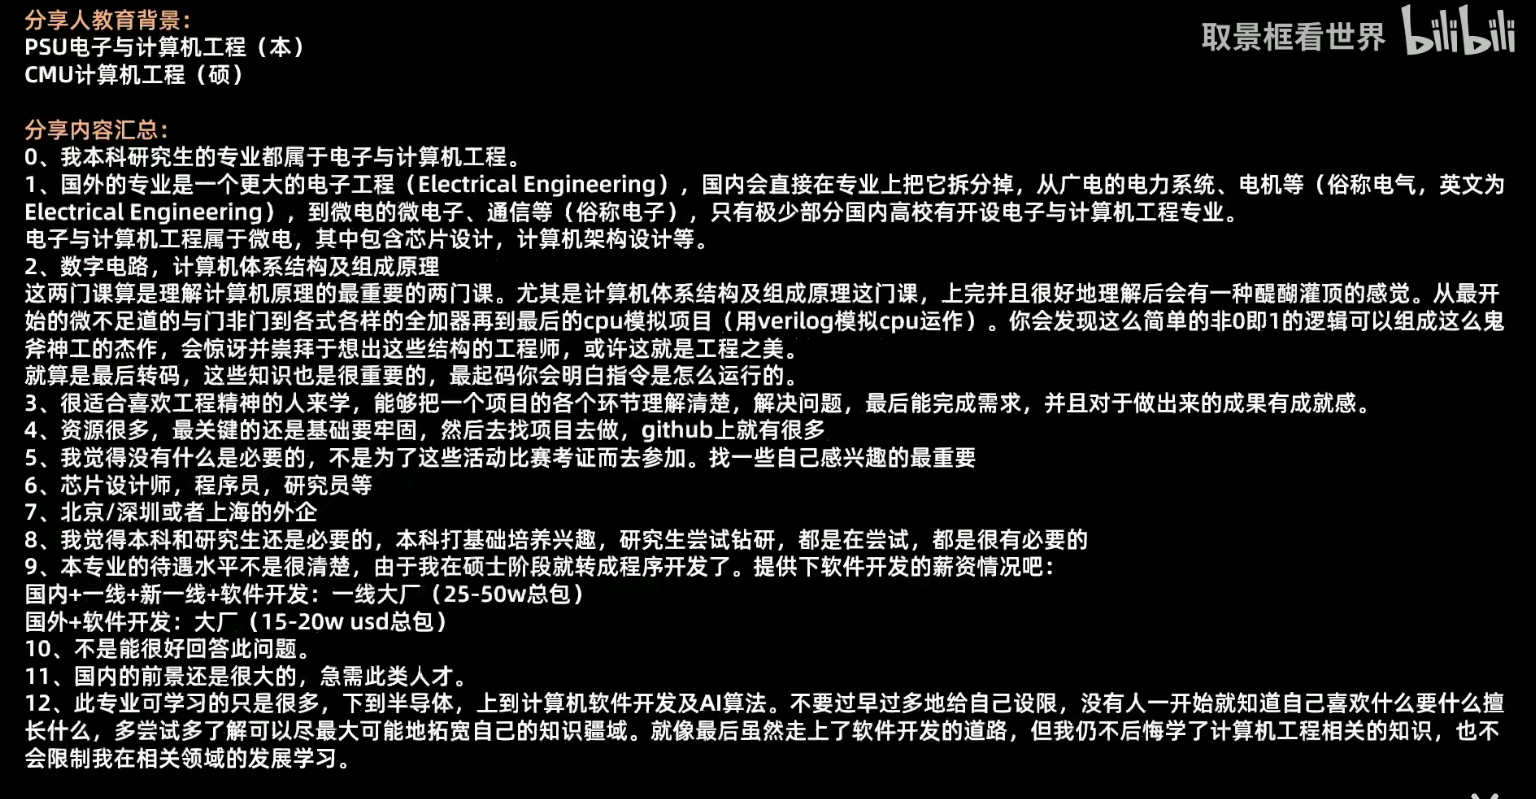 分享人教育背景：
取景框看世界 bilibili
PSU电子与计算机工程（本）
CMU计算机工程（硕）
分享内容汇总：
0、我本科研究生的专业都属于电子与计算机工程。
1、国外的专业是一个更大的电子工程（Electrical Engineering），国内会直接在专业上把它拆分掉，从广电的电力系统、电机等（俗称电气，英文为
Electrical Engineering），到微电的微电子、通信等（俗称电子），只有极少部分国内高校有开设电子与计算机工程专业。
电子与计算机工程属于微电，其中包含芯片设计，计算机架构设计等。
2、数字电路，计算机体系结构及组成原理
这两门课算是理解计算机原理的最重要的两门课。尤其是计算机体系结构及组成原理这门课，上完并且很好地理解后会有一种醍醐灌顶的感觉。从最开
始的微不足道的与门非门到各式各样的全加器再到最后的cpu模拟项目（用verilog模拟cpu运作）。你会发现这么简单的非0即1的逻辑可以组成这么鬼
斧神工的杰作，会惊讶并崇拜于想出这些结构的工程师，或许这就是工程之美。
就算是最后转码，这些知识也是很重要的，最起码你会明白指令是怎么运行的。
3、很适合喜欢工程精神的人来学，能够把一个项目的各个环节理解清楚，解决问题，最后能完成需求，并且对于做出来的成果有成就感。
4、资源很多，最关键的还是基础要牢固，然后去找项目去做，github上就有很多
5、我觉得没有什么是必要的，不是为了这些活动比赛考证而去参加。找一些自己感兴趣的最重要
6、芯片设计师，程序员，研究员等
7、北京/深圳或者上海的外企
8、我觉得本科和研究生还是必要的，本科打基础培养兴趣，研究生尝试钻研，都是在尝试，都是很有必要的
9、本专业的待遇水平不是很清楚，由于我在硕士阶段就转成程序开发了。提供下软件开发的薪资情况吧：
国内+一线+新一线+软件开发：一线大厂（25-50w总包）
国外+软件开发：大厂（15-20w usd总包）
10、不是能很好回答此问题。
11、国内的前景还是很大的，急需此类人才。
12、此专业可学习的只是很多，下到半导体，上到计算机软件开发及AI算法。不要过早过多地给自己设限，没有人一开始就知道自己喜欢什么要什么擅
长什么，多尝试多了解可以尽最大可能地拓宽自己的知识疆域。就像最后虽然走上了软件开发的道路，但我仍不后悔学了计算机工程相关的知识，也不
会限制我在相关领域的发展学习。